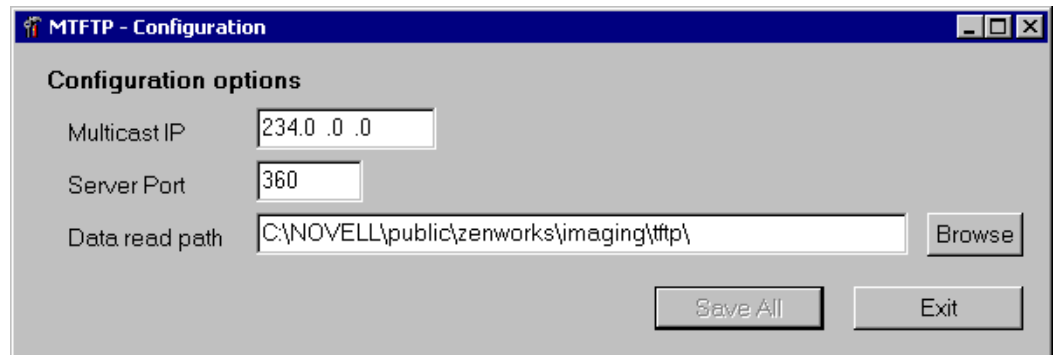 MTFTP - Configuration
Configuration options
Multicast IP 234.0 .0 .0
Server Port 360
Data read path C:\NOVELL\public\zenworks\imaging\tftp\ Browse
Save All Exit